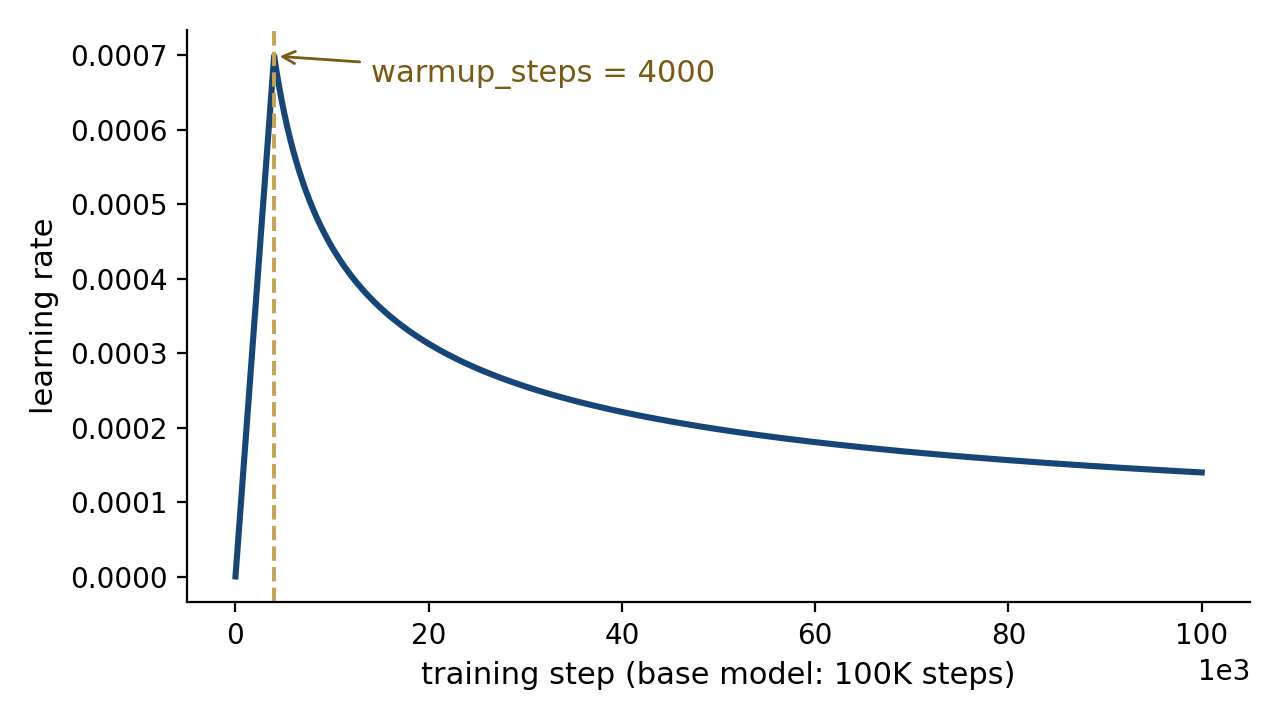 0.0007
warmup_steps = 4000
0.0006
0.0005
0.0004
0.0003
0.0002
0.0001
0.0000
learning rate
0 20 40 60 80 100
1e3
training step (base model: 100K steps)